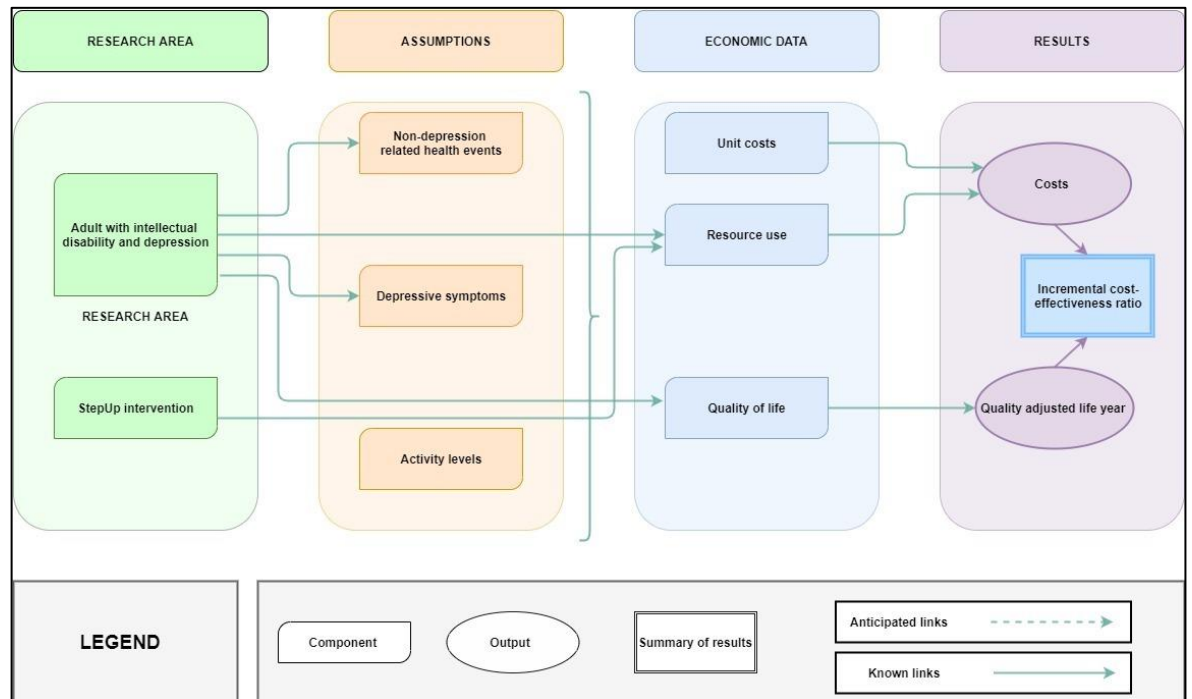 RESEARCH AREA
ASSUMPTIONS
ECONOMIC DATA
RESULTS
Non-depression
related health events
Unit costs
Costs
Adult with intellectual
disability and depression
Resource use
Depressive symptoms
Incremental cost-
effectiveness ratio
RESEARCH AREA
StepUp intervention
Quality of life
Quality adjusted life year
Activity levels
LEGEND
Component
Output
Summary of results
Anticipated links
Known links